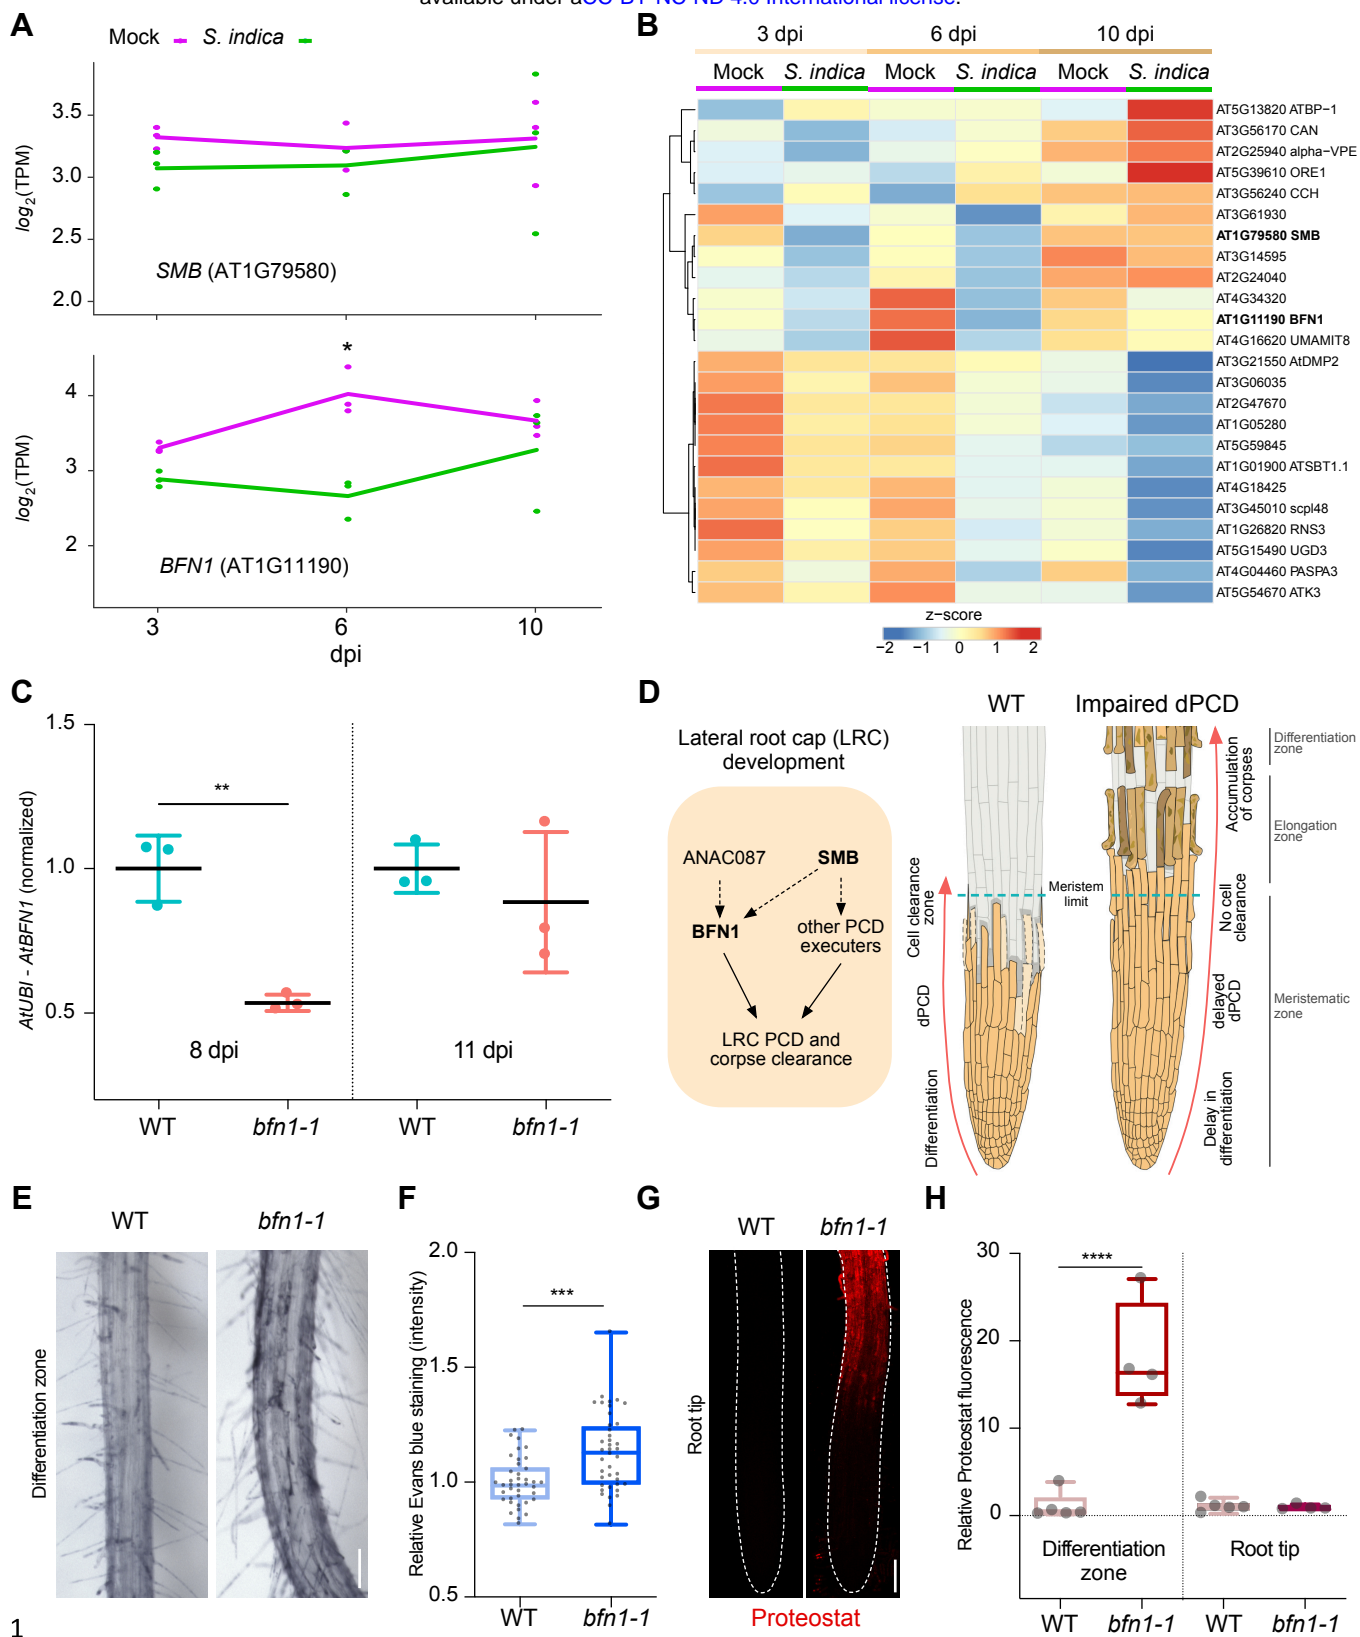 available under aCC-BY-NC-ND 4.0 International license.
A
Mock S. indica
log2(TPM)
3.5
3.0
2.5
2.0
SMB (AT1G79580)
*
log2(TPM)
4
3
2
BFN1 (AT1G11190)
3 6 10
dpi
B
3 dpi 6 dpi 10 dpi
Mock S. indica Mock S. indica Mock S. indica
AT5G13820 ATBP−1
AT3G56170 CAN
AT2G25940 alpha−VPE
AT5G39610 ORE1
AT3G56240 CCH
AT3G61930
AT1G79580 SMB
AT3G14595
AT2G24040
AT4G34320
AT1G11190 BFN1
AT4G16620 UMAMIT8
AT3G21550 AtDMP2
AT3G06035
AT2G47670
AT1G05280
AT5G59845
AT1G01900 ATSBT1.1
AT4G18425
AT3G45010 scpl48
AT1G26820 RNS3
AT5G15490 UGD3
AT4G04460 PASPA3
AT5G54670 ATK3
z−score
−2 −1 0 1 2
C
AtUBI - AtBFN1 (normalized)
1.5
1.0
0.5
**
8 dpi 11 dpi
WT bfn1-1 WT bfn1-1
D
Lateral root cap (LRC)
development
ANAC087 SMB
BFN1
other PCD
executers
LRC PCD and
corpse clearance
WT Impaired dPCD
Cell clearance
zone
dPCD
Differentiation
Meristem
limit
Accumulation
of corpses
No cell
clearance
delayed
dPCD
Delay in
differentiation
Differentiation
zone
Elongation
zone
Meristematic
zone
E
WT bfn1-1
Differentiation zone
F
Relative Evans blue staining (intensity)
2.0
1.5
1.0
0.5
***
WT bfn1-1
G
WT bfn1-1
Root tip
Proteostat
H
Relative Proteostat fluorescence
30
20
10
0
****
Differentiation
zone
Root tip
WT bfn1-1 WT bfn1-1
1